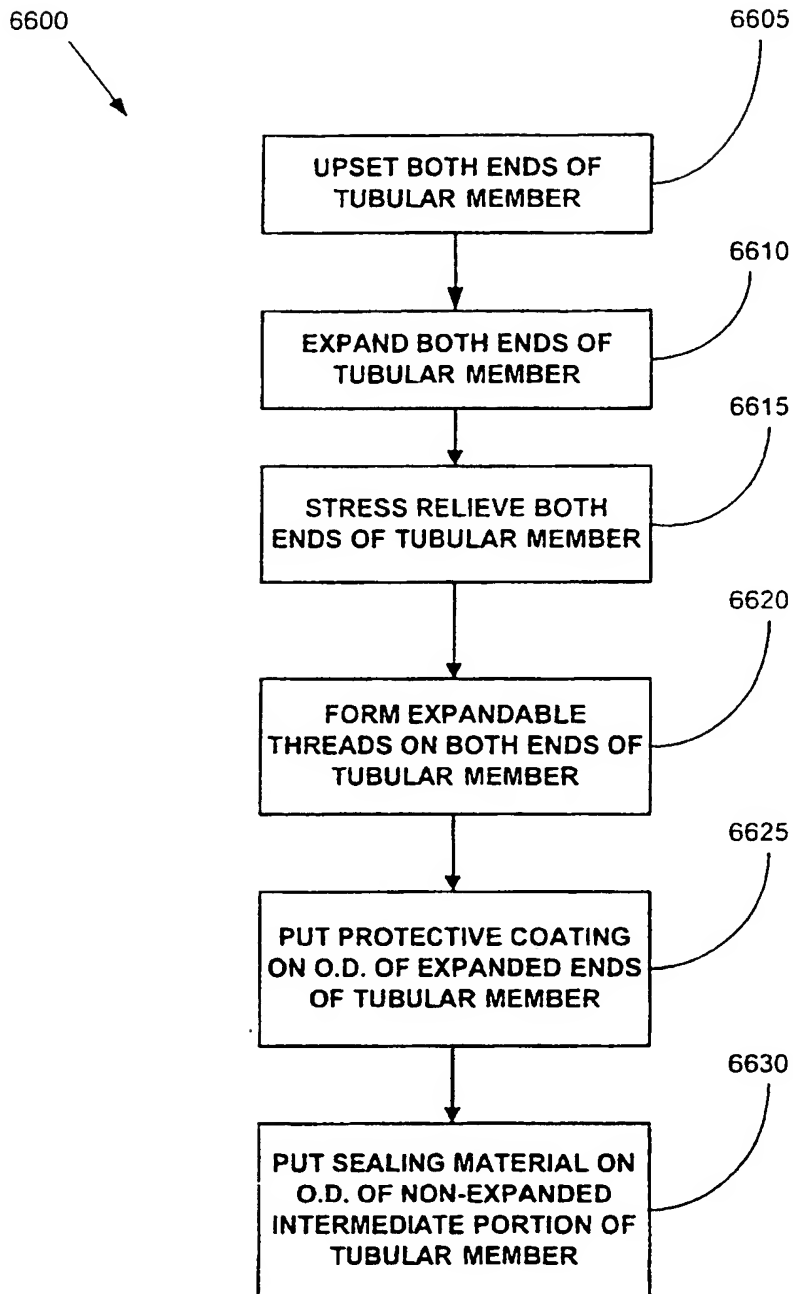 6600
6605
UPSET BOTH ENDS OF
TUBULAR MEMBER
6610
EXPAND BOTH ENDS OF
TUBULAR MEMBER
6615
STRESS RELIEVE BOTH
ENDS OF TUBULAR MEMBER
6620
FORM EXPANDABLE
THREADS ON BOTH ENDS OF
TUBULAR MEMBER
6625
PUT PROTECTIVE COATING
ON O.D. OF EXPANDED ENDS
OF TUBULAR MEMBER
6630
PUT SEALING MATERIAL ON
O.D. OF NON-EXPANDED
INTERMEDIATE PORTION OF
TUBULAR MEMBER